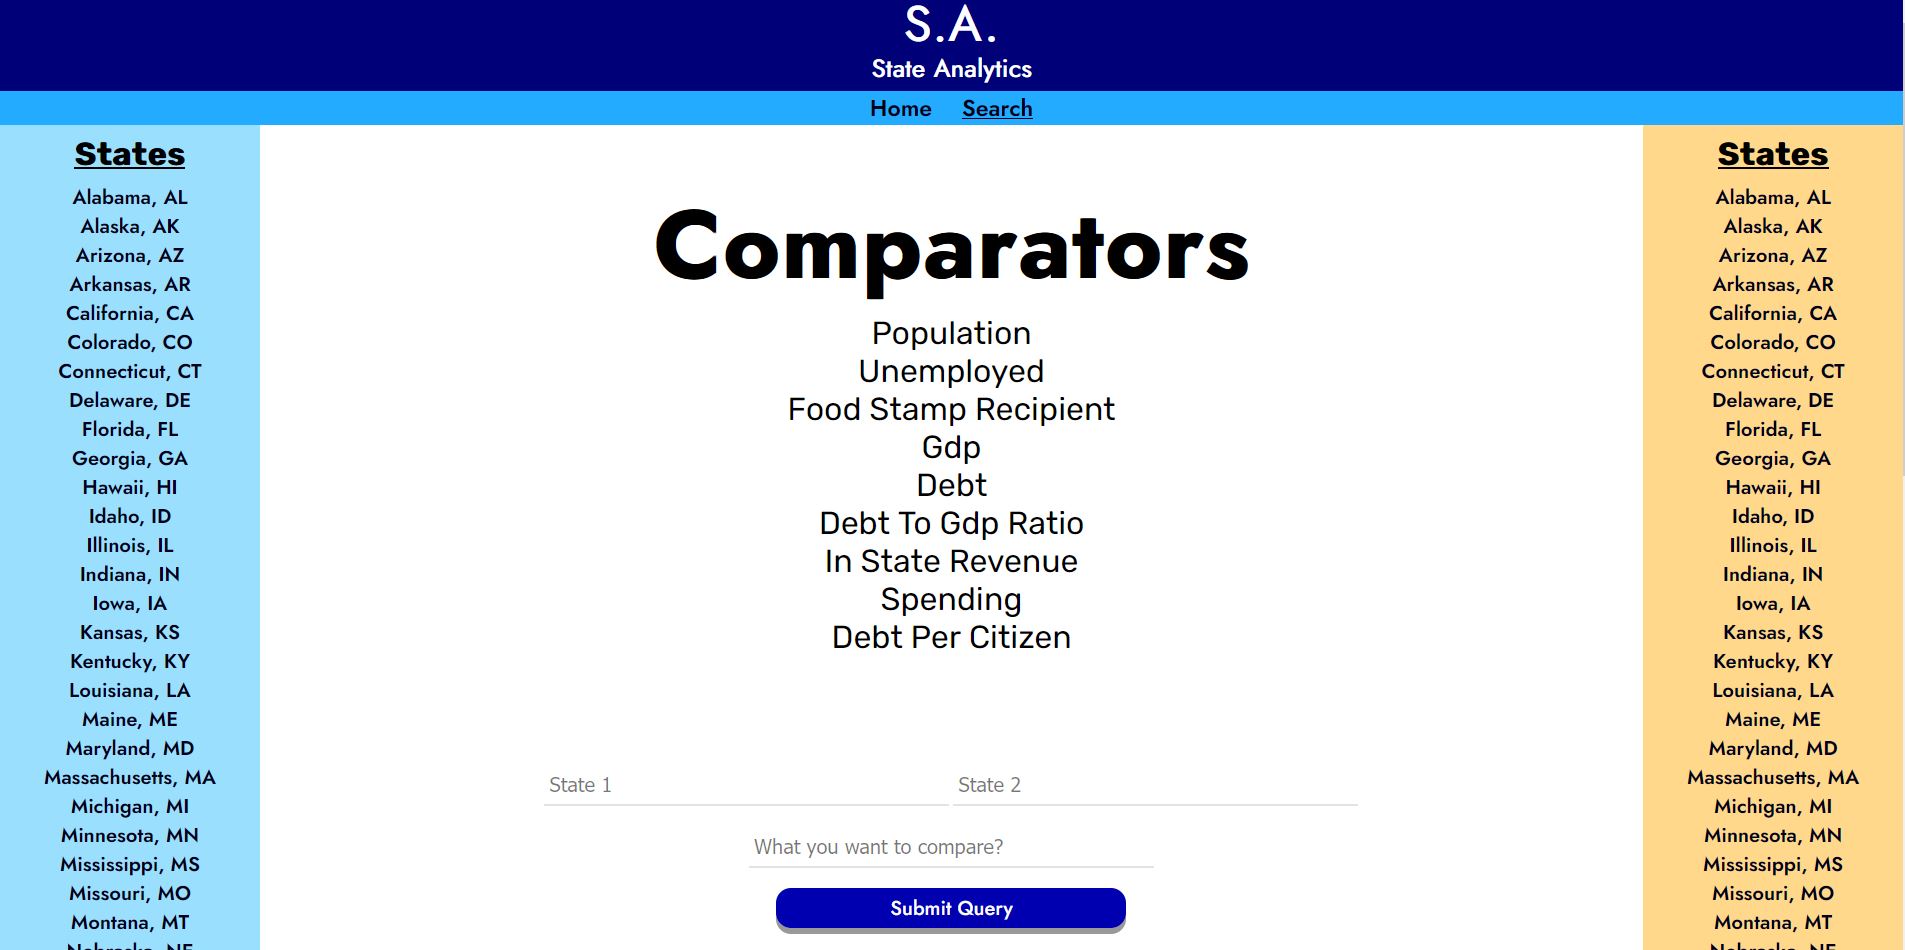 S.A.
State Analytics
Home Search
States
Alabama, AL
Alaska, AK
Arizona, AZ
Arkansas, AR
California, CA
Colorado, CO
Connecticut, CT
Delaware, DE
Florida, FL
Georgia, GA
Hawaii, HI
Idaho, ID
Illinois, IL
Indiana, IN
Iowa, IA
Kansas, KS
Kentucky, KY
Louisiana, LA
Maine, ME
Maryland, MD
Massachusetts, MA
Michigan, MI
Minnesota, MN
Mississippi, MS
Missouri, MO
Montana, MT
Nebraska, NE
Comparators
Population
Unemployed
Food Stamp Recipient
Gdp
Debt
Debt To Gdp Ratio
In State Revenue
Spending
Debt Per Citizen
State 1
State 2
What you want to compare?
Submit Query
States
Alabama, AL
Alaska, AK
Arizona, AZ
Arkansas, AR
California, CA
Colorado, CO
Connecticut, CT
Delaware, DE
Florida, FL
Georgia, GA
Hawaii, HI
Idaho, ID
Illinois, IL
Indiana, IN
Iowa, IA
Kansas, KS
Kentucky, KY
Louisiana, LA
Maine, ME
Maryland, MD
Massachusetts, MA
Michigan, MI
Minnesota, MN
Mississippi, MS
Missouri, MO
Montana, MT
Nebraska, NE